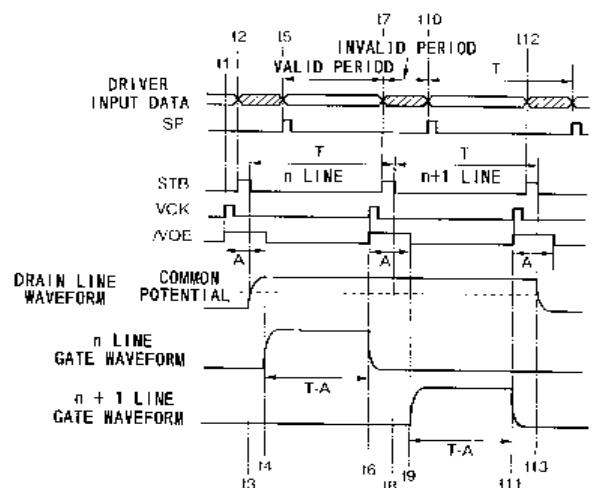 t2 t5 t7 t10 t12
t1
INVALID PERIOD
VALID PERIOD
T
DRIVER
INPUT DATA
SP
T T
STB n LINE n+1 LINE
VCK
/VOE
A A A
DRAIN LINE
WAVEFORM
COMMON
POTENTIAL
n LINE
GATE WAVEFORM
T-A
n + 1 LINE
GATE WAVEFORM
T-A
t4 t6 t9 t13
t3 t8 t11